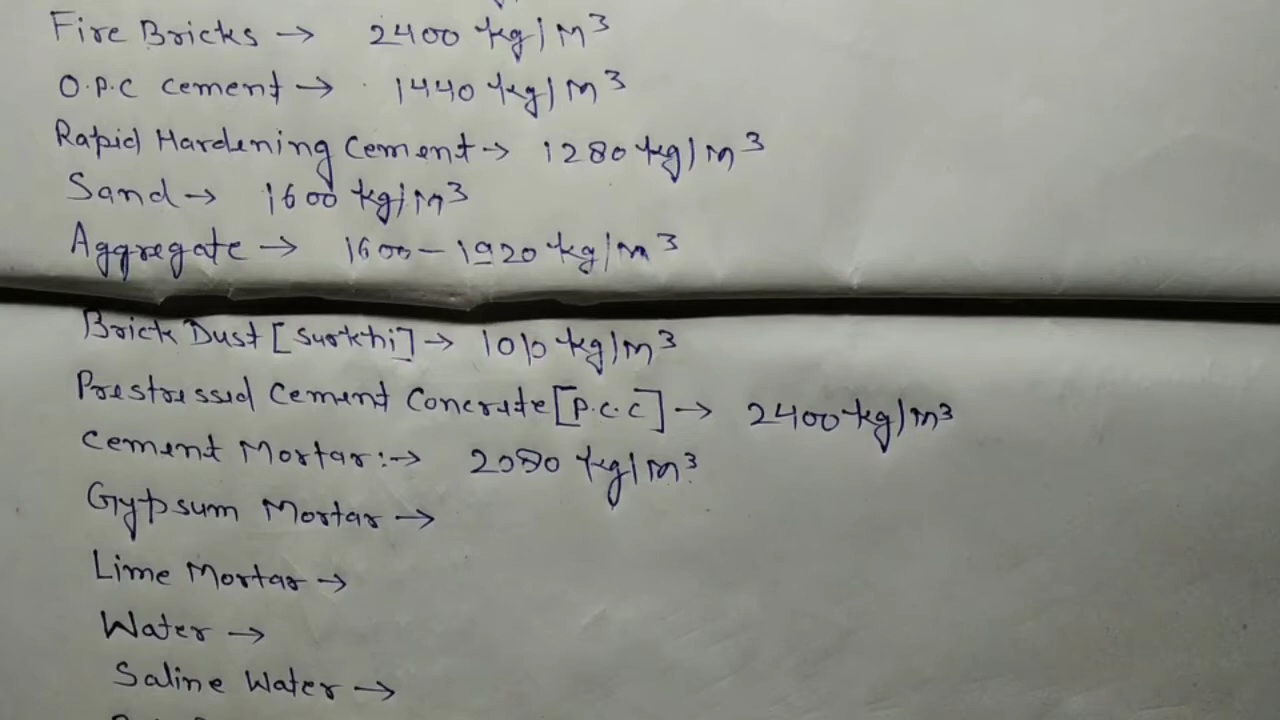 Fire Bricks → 2400 kg/m³
O.P.C cement → 1440 kg/m³
Rapid Hardening Cement → 1280 kg/m³
Sand → 1600 kg/m³
Aggregate → 1600-1920 kg/m³
Brick Dust [Surkhi] → 1010 kg/m³
Prestressed Cement Concrete [P.C.C] → 2400 kg/m³
Cement Mortar:→ 2080 kg/m³
Gypsum Mortar →
Lime Mortar →
Water →
Saline Water →